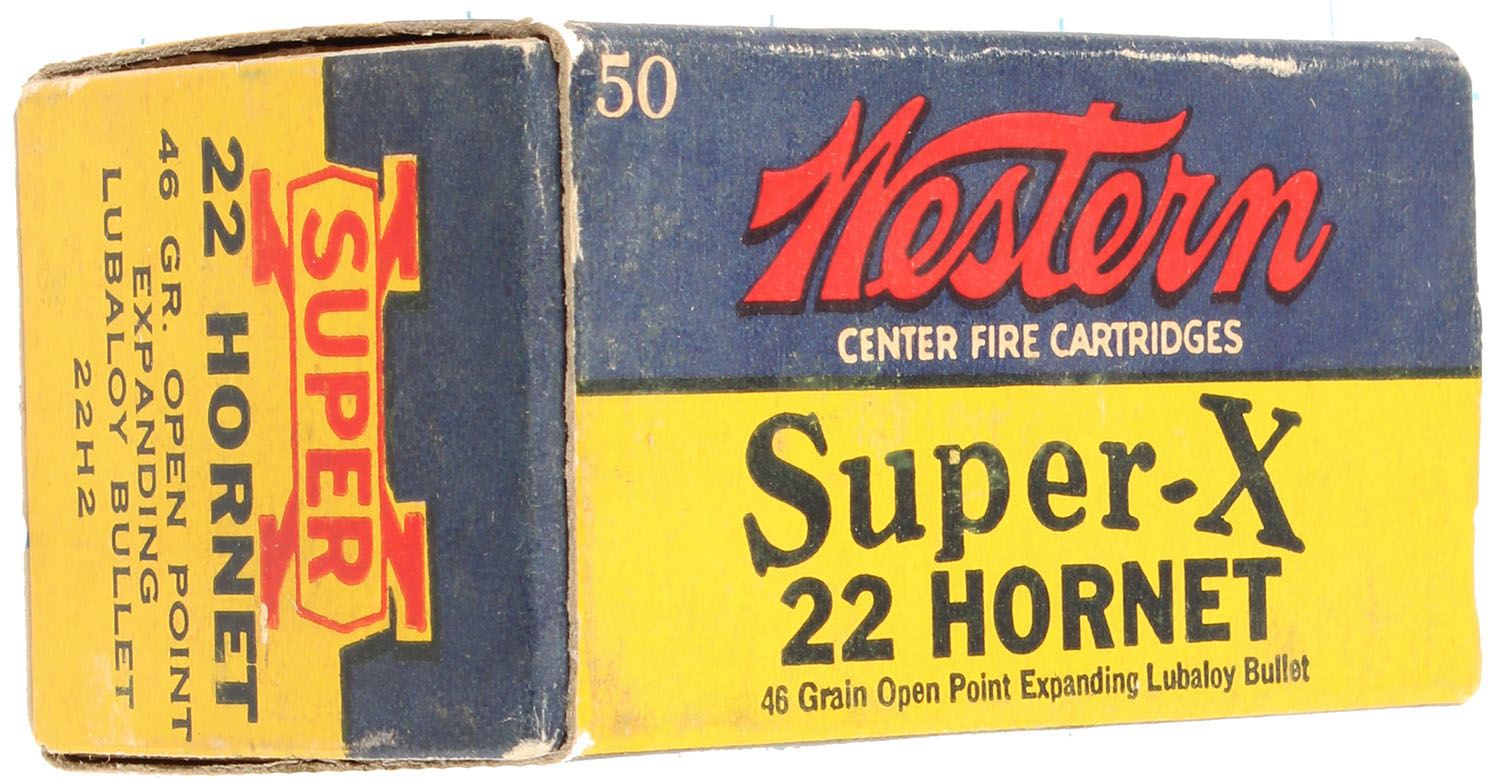 50
Western
CENTER FIRE CARTRIDGES
Super-X
22 HORNET
46 Grain Open Point Expanding Lubaloy Bullet
SUPER
X
22 HORNET
46 GR. OPEN POINT
EXPANDING
LUBALOY BULLET
22H2